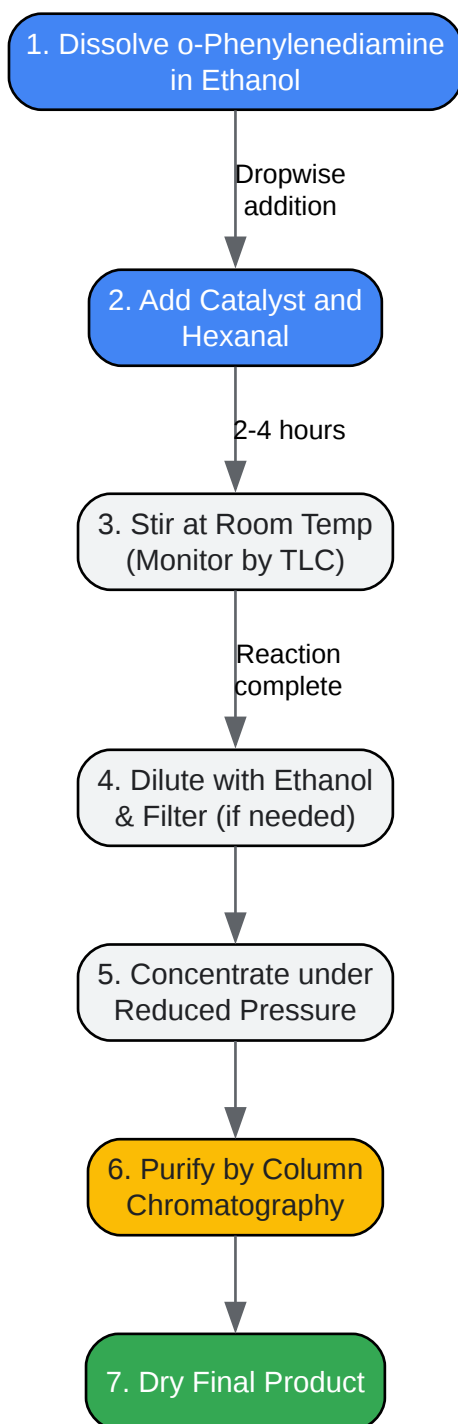 1. Dissolve o-Phenylenediamine
in Ethanol
Dropwise
addition
2. Add Catalyst and
Hexanal
2-4 hours
3. Stir at Room Temp
(Monitor by TLC)
Reaction
complete
4. Dilute with Ethanol
& Filter (if needed)
5. Concentrate under
Reduced Pressure
6. Purify by Column
Chromatography
7. Dry Final Product